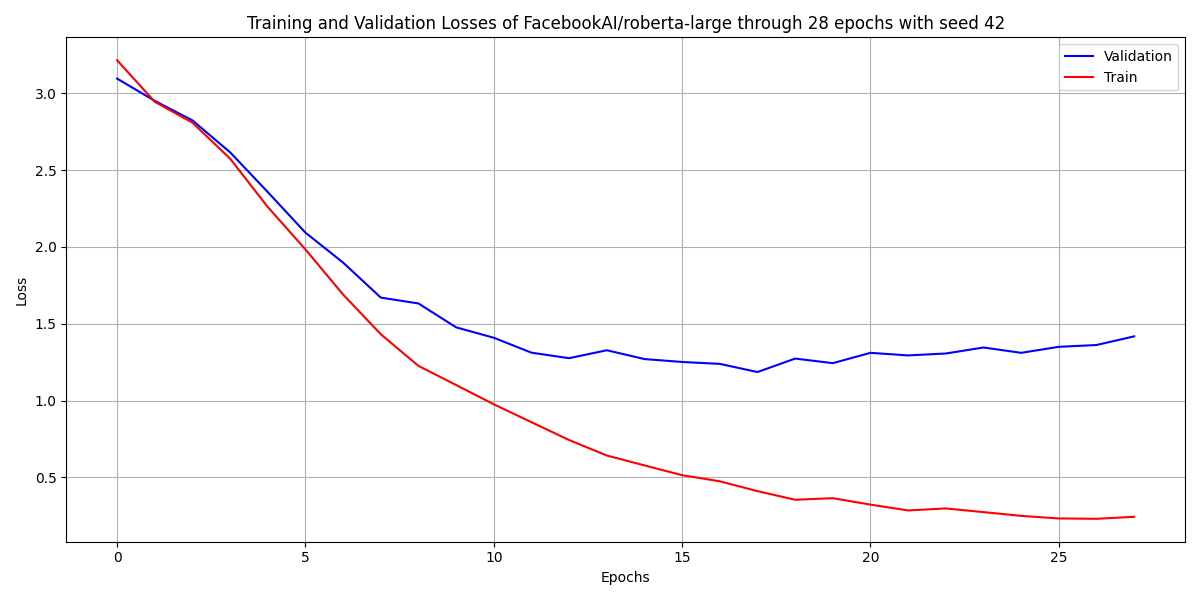 Training and Validation Losses of FacebookAI/roberta-large through 28 epochs with seed 42
Validation
Train
3.0
2.5
2.0
1.5
1.0
0.5
Loss
0
5
10
15
20
25
Epochs